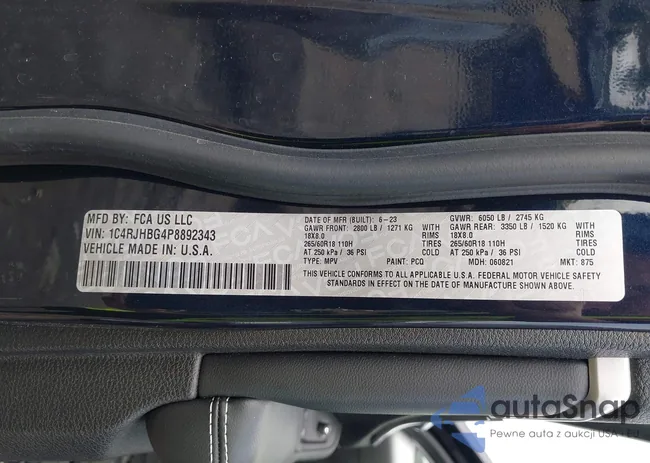 MFD BY: FCA US LLC
VIN: 1C4RJHBG4P8892343
VEHICLE MADE IN: U.S.A.
DATE OF MFR (BUILT): 6-23 GVWR: 6050 LB / 2745 KG
GAWR FRONT: 2800 LB / 1271 KG WITH GAWR REAR: 3350 LB / 1520 KG WITH
18X8.0 RIMS 18X8.0 RIMS
265/60R18 110H TIRES 265/60R18 110H TIRES
AT 250 kPa / 36 PSI COLD AT 250 kPa / 36 PSI COLD
TYPE: MPV PAINT: PCQ MDH: 060821 MKT: 875
THIS VEHICLE CONFORMS TO ALL APPLICABLE U.S.A. FEDERAL MOTOR VEHICLE SAFETY
STANDARDS IN EFFECT ON THE DATE OF MANUFACTURE SHOWN ABOVE.
autoSnap
Pewne auta z aukcji USA i EU